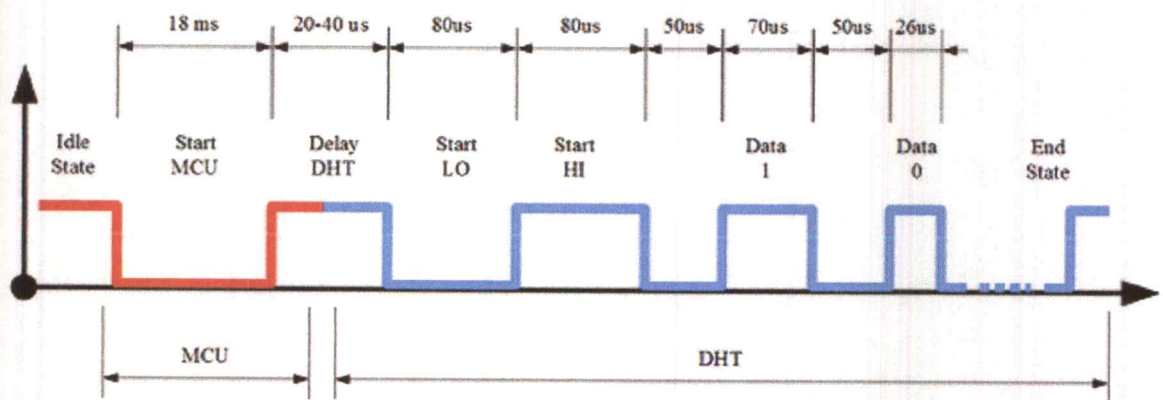 18 ms 20-40 us 80us 80us 50us 70us 50us 26us
Idle State
Start MCU
Delay DHT
Start LO
Start HI
Data 1
Data 0
End State
MCU DHT